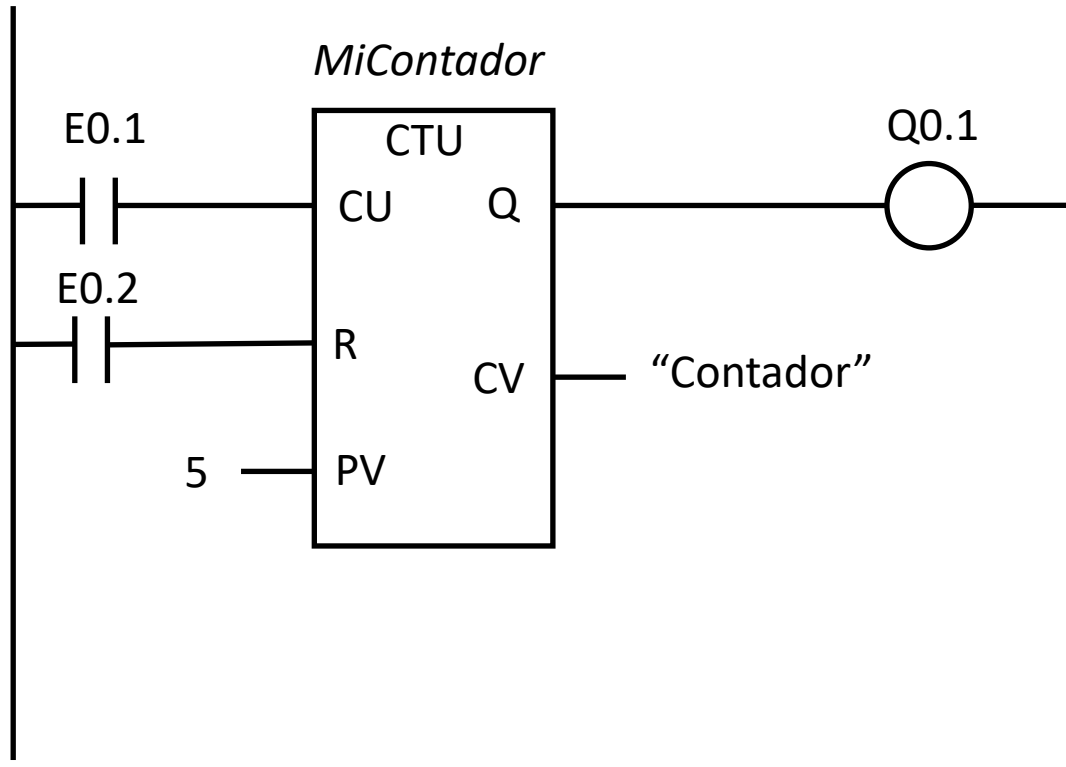 MiContador
E0.1
CTU
Q0.1
CU
Q
E0.2
R
CV
“Contador”
5
PV